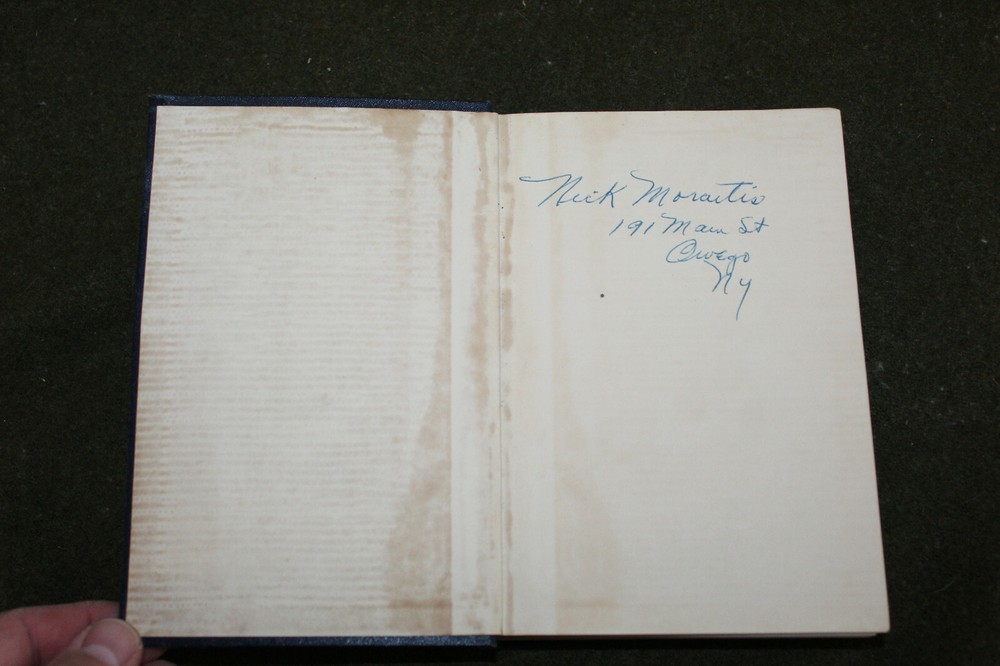 Nick Moraitis
191 Main St
Owego
NY